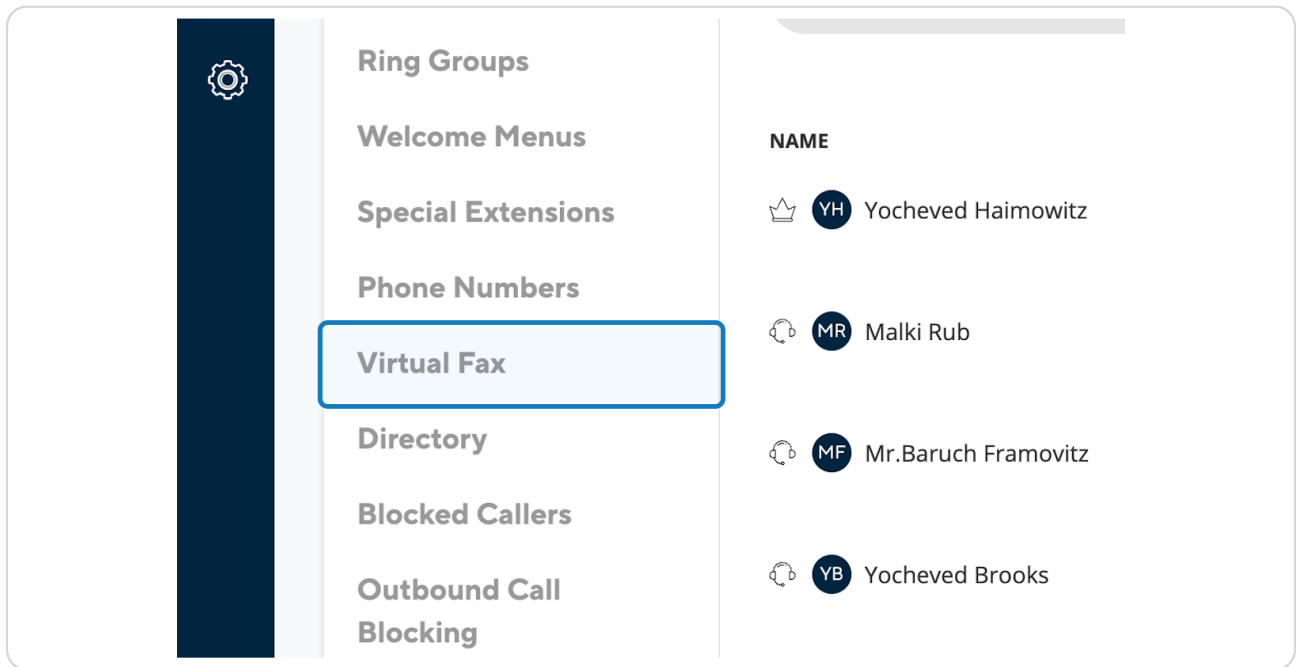 Ring Groups
Welcome Menus
Special Extensions
Phone Numbers
Virtual Fax
Directory
Blocked Callers
Outbound Call
Blocking
NAME
YH Yocheved Haimowitz
MR Malki Rub
MF Mr.Baruch Framovitz
YB Yocheved Brooks